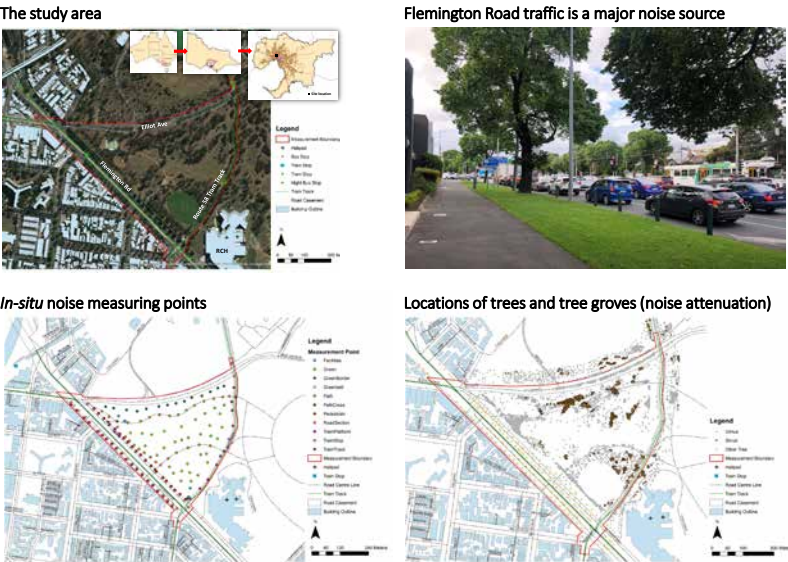 The study area
Flemington Road traffic is a major noise source
Site location
Elliot Ave
Flemington Rd
Route 58 Tram Track
RCH
Legend
Measurement Boundary
Helipad
Bus Stop
Train Stop
Tram Stop
Night Bus Stop
Tram Track
Road Casement
Building Outline
N
In-situ noise measuring points
Locations of trees and tree groves (noise attenuation)
Legend
Measurement Point
Facilities
Green
GreenBorder
Path
PathCross
Pedestrian
RoadSection
TramPlatform
TramStop
TramTrack
Measurement Boundary
Helipad
Tram Stop
Road Centre Line
Tram Track
Road Casement
Building Outline
N
Legend
Other Tree
Measurement Boundary
Helipad
Tram Stop
Road Centre Line
Tram Track
Road Casement
Building Outline
N